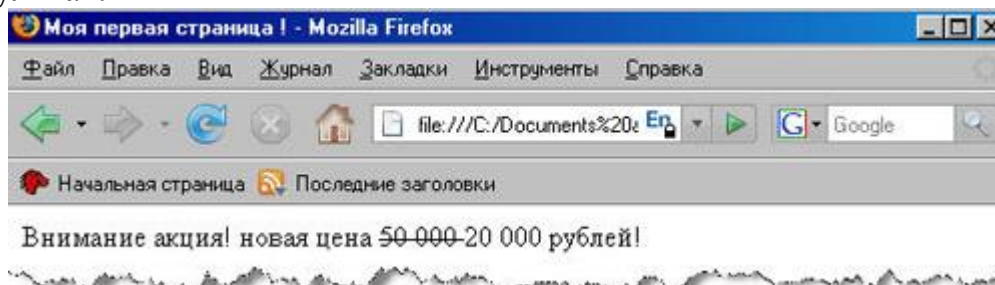 Моя первая страница ! - Mozilla Firefox
Файл Правка Вид Журнал Закладки Инструменты Справка
file:///C:/Documents%20 En G Google
Начальная страница Последние заголовки
Внимание акция! новая цена 50 000 20 000 рублей!